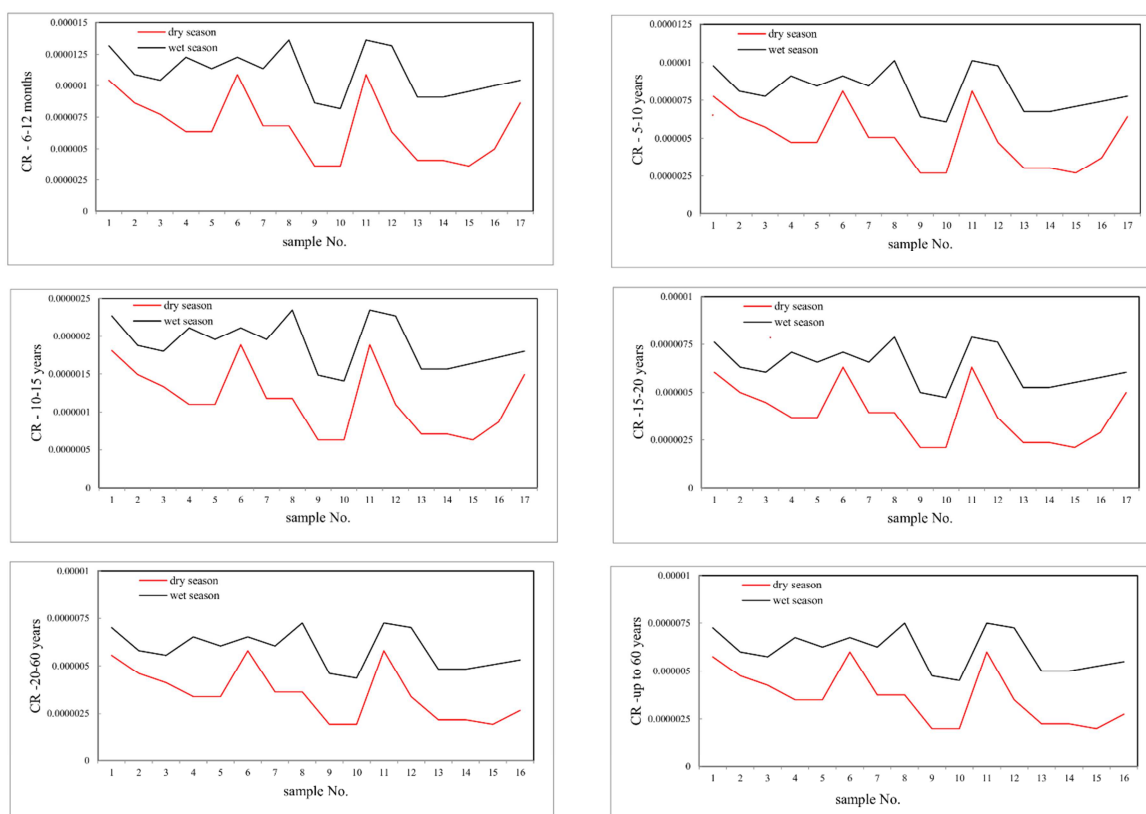 CR - 6-12 months
0.000015
0.0000125
0.00001
0.0000075
0.000005
0.0000025
0
dry season
wet season
1 2 3 4 5 6 7 8 9 10 11 12 13 14 15 16 17
sample No.
CR - 5-10 years
0.0000125
0.00001
0.0000075
0.000005
0.0000025
0
dry season
wet season
1 2 3 4 5 6 7 8 9 10 11 12 13 14 15 16 17
sample No.
CR - 10-15 years
0.0000025
0.000002
0.0000015
0.000001
0.0000005
0
dry season
wet season
1 2 3 4 5 6 7 8 9 10 11 12 13 14 15 16 17
sample No.
CR -15-20 years
0.00001
0.0000075
0.000005
0.0000025
0
dry season
wet season
1 2 3 4 5 6 7 8 9 10 11 12 13 14 15 16 17
sample No.
CR -20-60 years
0.00001
0.0000075
0.000005
0.0000025
0
dry season
wet season
1 2 3 4 5 6 7 8 9 10 11 12 13 14 15 16
sample No.
CR -up to 60 years
0.00001
0.0000075
0.000005
0.0000025
0
dry season
wet season
1 2 3 4 5 6 7 8 9 10 11 12 13 14 15 16
sample No.